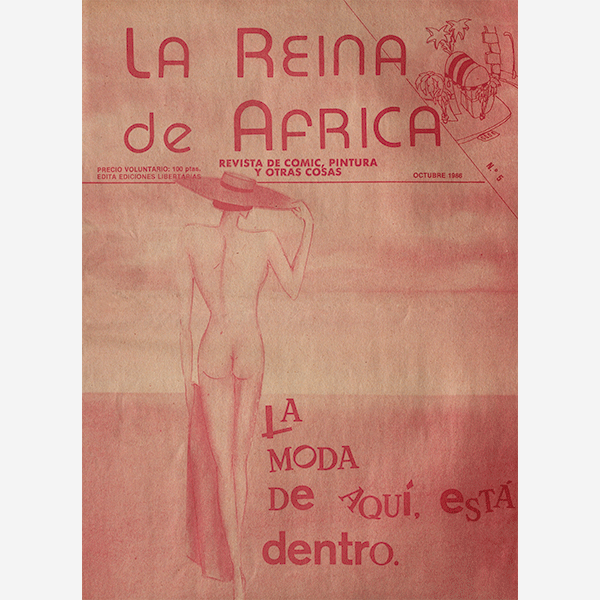 LA REINA
de AFRICA
REVISTA DE COMIC, PINTURA
Y OTRAS COSAS
PRECIO VOLUNTARIO: 100 ptas.
EDITA EDICIONES LIBERTARIAS
OCTUBRE 1986
N.º 5
LA
MODA
De AQUÍ, eSTÁ
dentro.